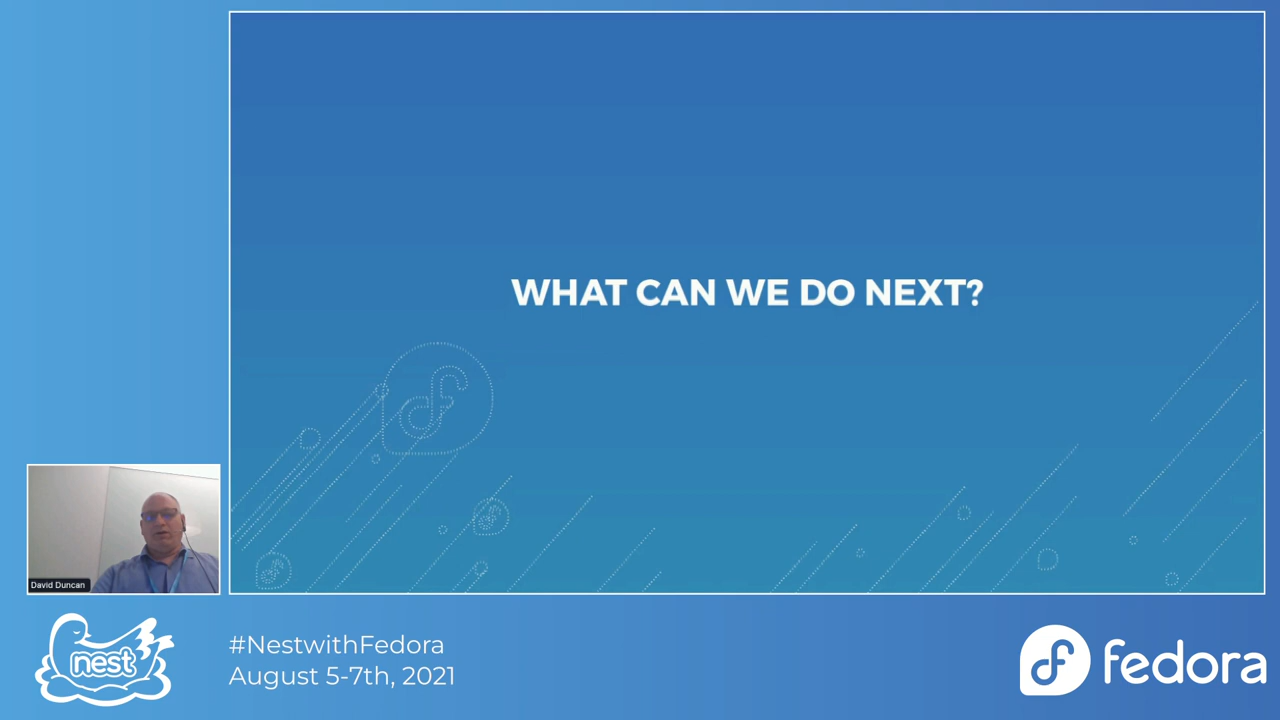 WHAT CAN WE DO NEXT?
David Duncan
nest
#NestwithFedora
August 5-7th, 2021
fedora